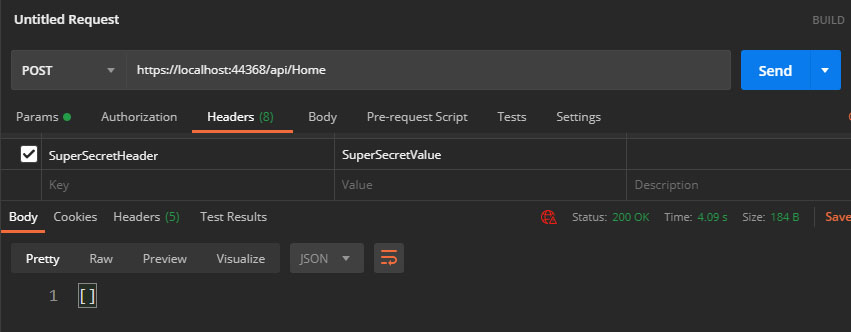 Untitled Request BUILD
POST https://localhost:44368/api/Home Send
Params Authorization Headers (8) Body Pre-request Script Tests Settings
SuperSecretHeader SuperSecretValue
Key Value Description
Body Cookies Headers (5) Test Results Status: 200 OK Time: 4.09 s Size: 184 B Save
Pretty Raw Preview Visualize JSON
1 []